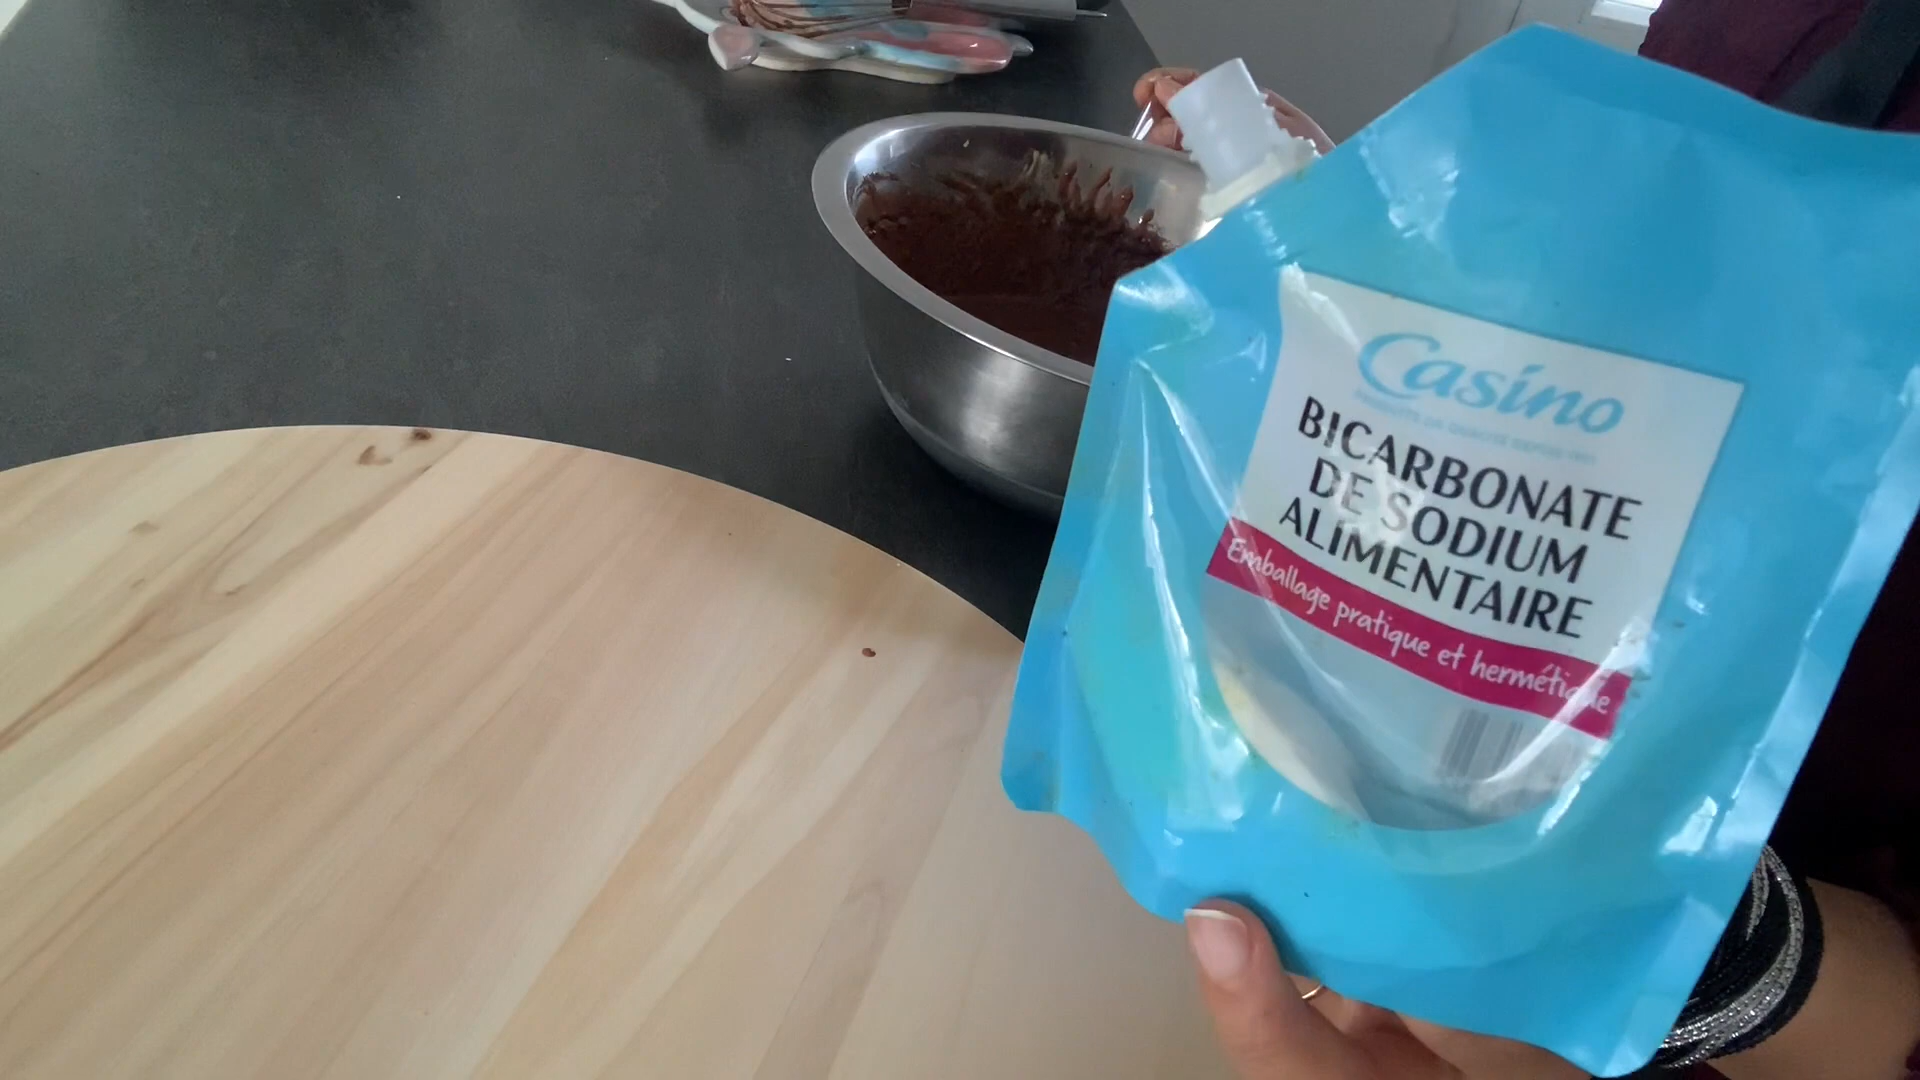 Casino
BICARBONATE
DE SODIUM
ALIMENTAIRE
Emballage pratique et hermétique